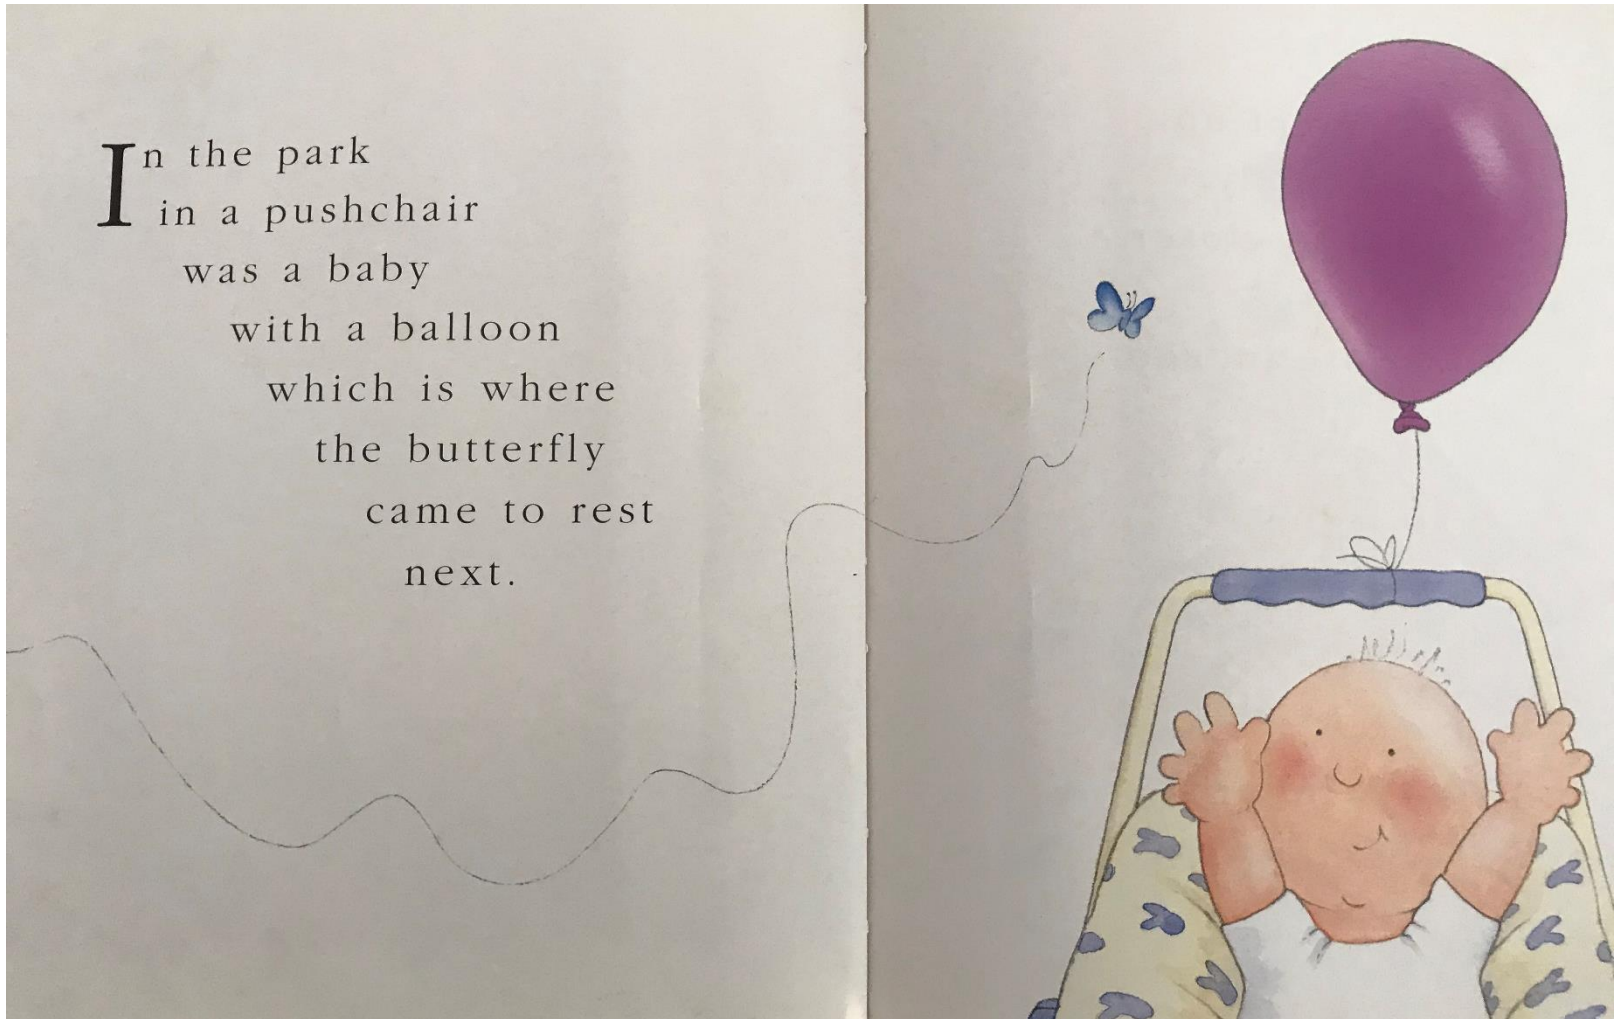 In the park
in a pushchair
was a baby
with a balloon
which is where
the butterfly
came to rest
next.